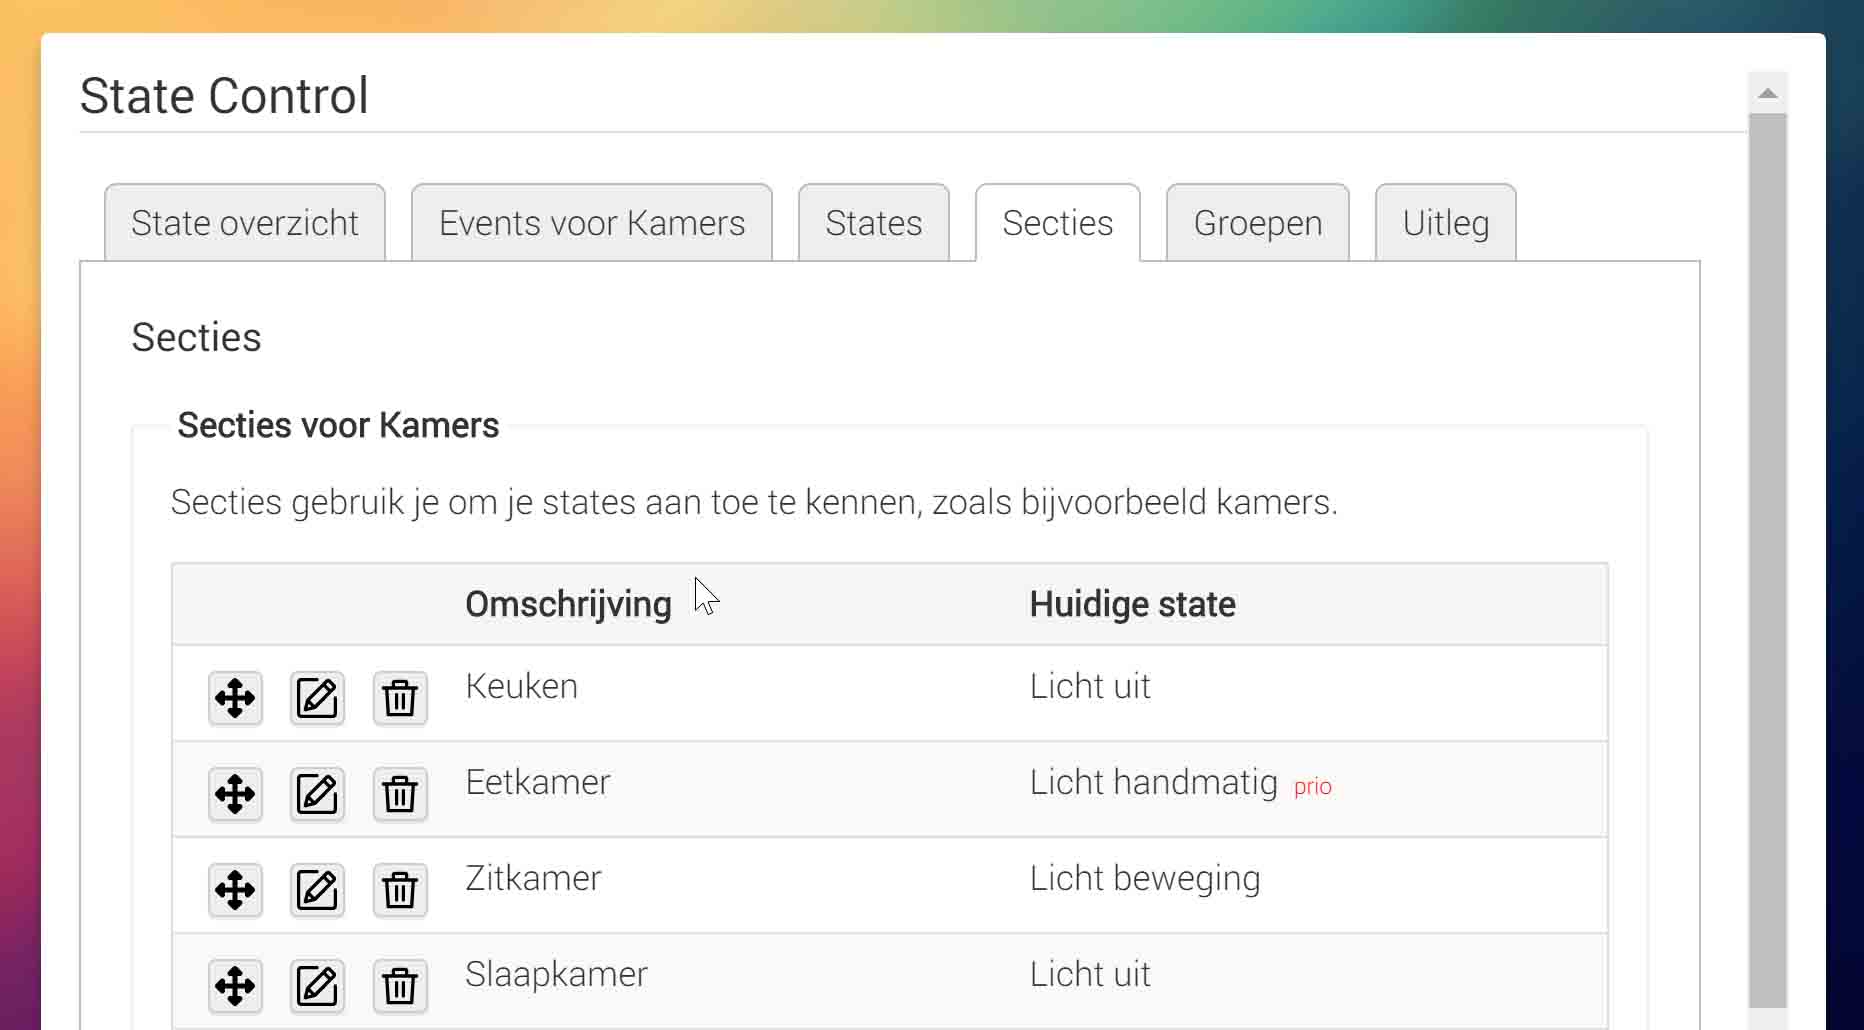 State Control
State overzicht Events voor Kamers States Secties Groepen Uitleg
Secties
Secties voor Kamers
Secties gebruik je om je states aan toe te kennen, zoals bijvoorbeeld kamers.
Omschrijving Huidige state
Keuken Licht uit
Eetkamer Licht handmatig prio
Zitkamer Licht beweging
Slaapkamer Licht uit